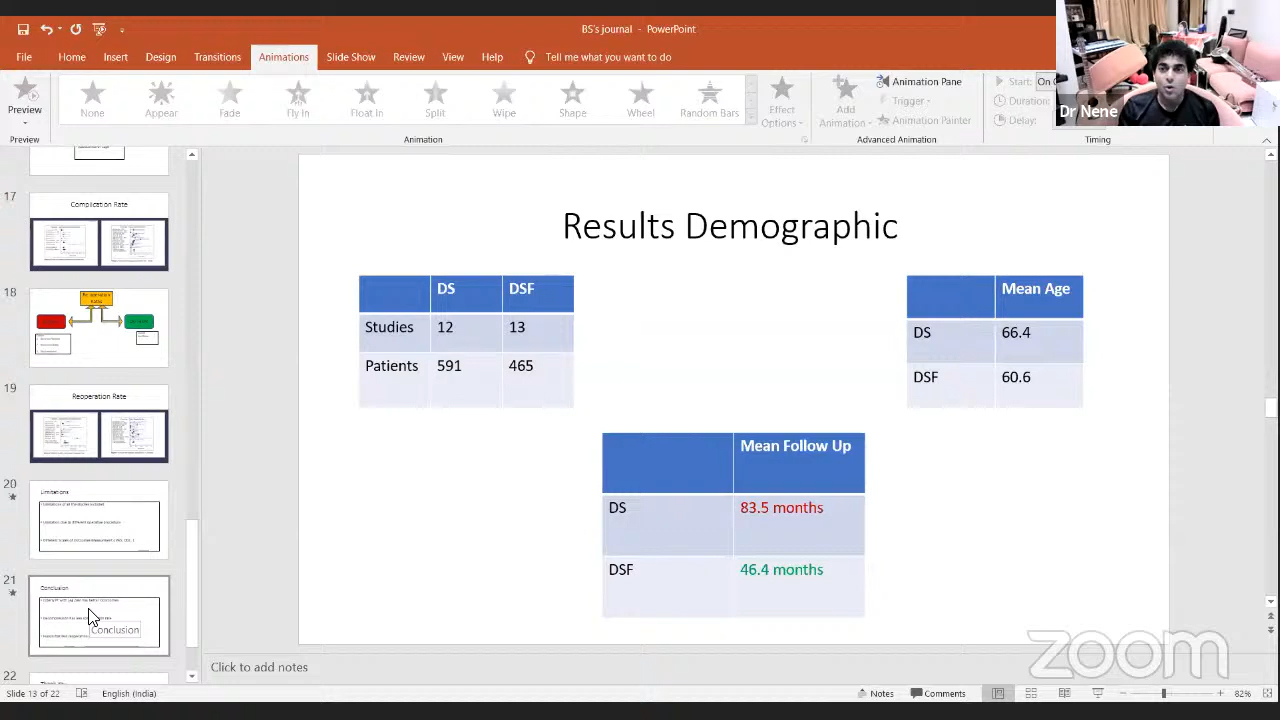 BS's journal - PowerPoint
File Home Insert Design Transitions Animations Slide Show Review View Help Tell me what you want to do
Preview
None Appear Fade Fly In Float In Split Wipe Shape Wheel Random Bars
Effect Options
Add Animation
Animation Pane
Trigger
Animation Painter
Start: On C
Duration:
Delay:
Preview Animation Advanced Animation Timing
Dr Nene
17
Complication Rate
18
19
Reoperation Rate
20
Limitations
21
Conclusion
Conclusion
22
Results Demographic
DS DSF
Studies 12 13
Patients 591 465
Mean Age
DS 66.4
DSF 60.6
Mean Follow Up
DS 83.5 months
DSF 46.4 months
Click to add notes
zoom
Slide 13 of 22 English (India) Notes Comments 82%